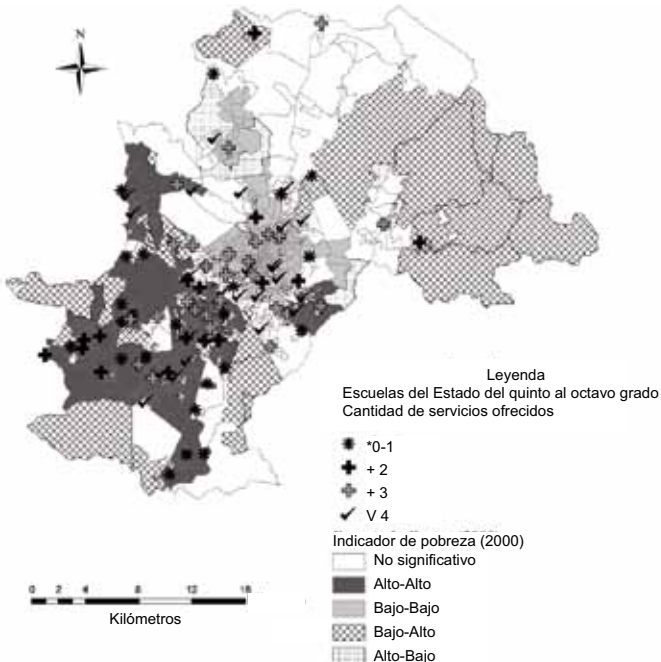 N
Leyenda
Escuelas del Estado del quinto al octavo grado
Cantidad de servicios ofrecidos
*0-1
+ 2
+ 3
V 4
Indicador de pobreza (2000)
No significativo
Alto-Alto
Bajo-Bajo
Bajo-Alto
Alto-Bajo
0 2 4 8 12 16
Kilómetros